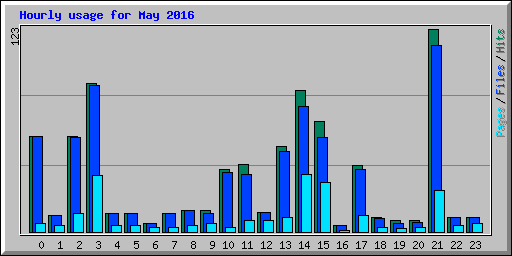 Hourly usage for May 2016
123
Pages/Files/Hits
0 1 2 3 4 5 6 7 8 9 10 11 12 13 14 15 16 17 18 19 20 21 22 23